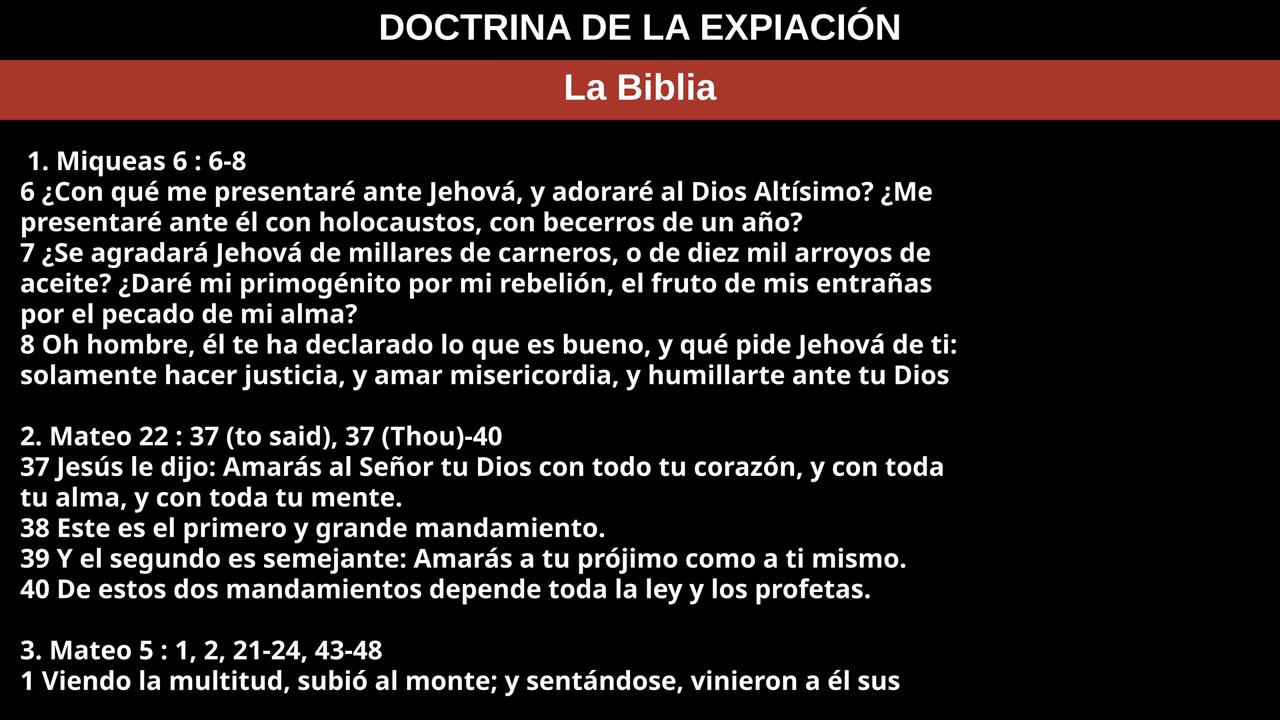 DOCTRINA DE LA EXPIACIÓN
La Biblia
1. Miqueas 6 : 6-8
6 ¿Con qué me presentaré ante Jehová, y adoraré al Dios Altísimo? ¿Me
presentaré ante él con holocaustos, con becerros de un año?
7 ¿Se agradará Jehová de millares de carneros, o de diez mil arroyos de
aceite? ¿Daré mi primogénito por mi rebelión, el fruto de mis entrañas
por el pecado de mi alma?
8 Oh hombre, él te ha declarado lo que es bueno, y qué pide Jehová de ti:
solamente hacer justicia, y amar misericordia, y humillarte ante tu Dios
2. Mateo 22 : 37 (to said), 37 (Thou)-40
37 Jesús le dijo: Amarás al Señor tu Dios con todo tu corazón, y con toda
tu alma, y con toda tu mente.
38 Este es el primero y grande mandamiento.
39 Y el segundo es semejante: Amarás a tu prójimo como a ti mismo.
40 De estos dos mandamientos depende toda la ley y los profetas.
3. Mateo 5 : 1, 2, 21-24, 43-48
1 Viendo la multitud, subió al monte; y sentándose, vinieron a él sus